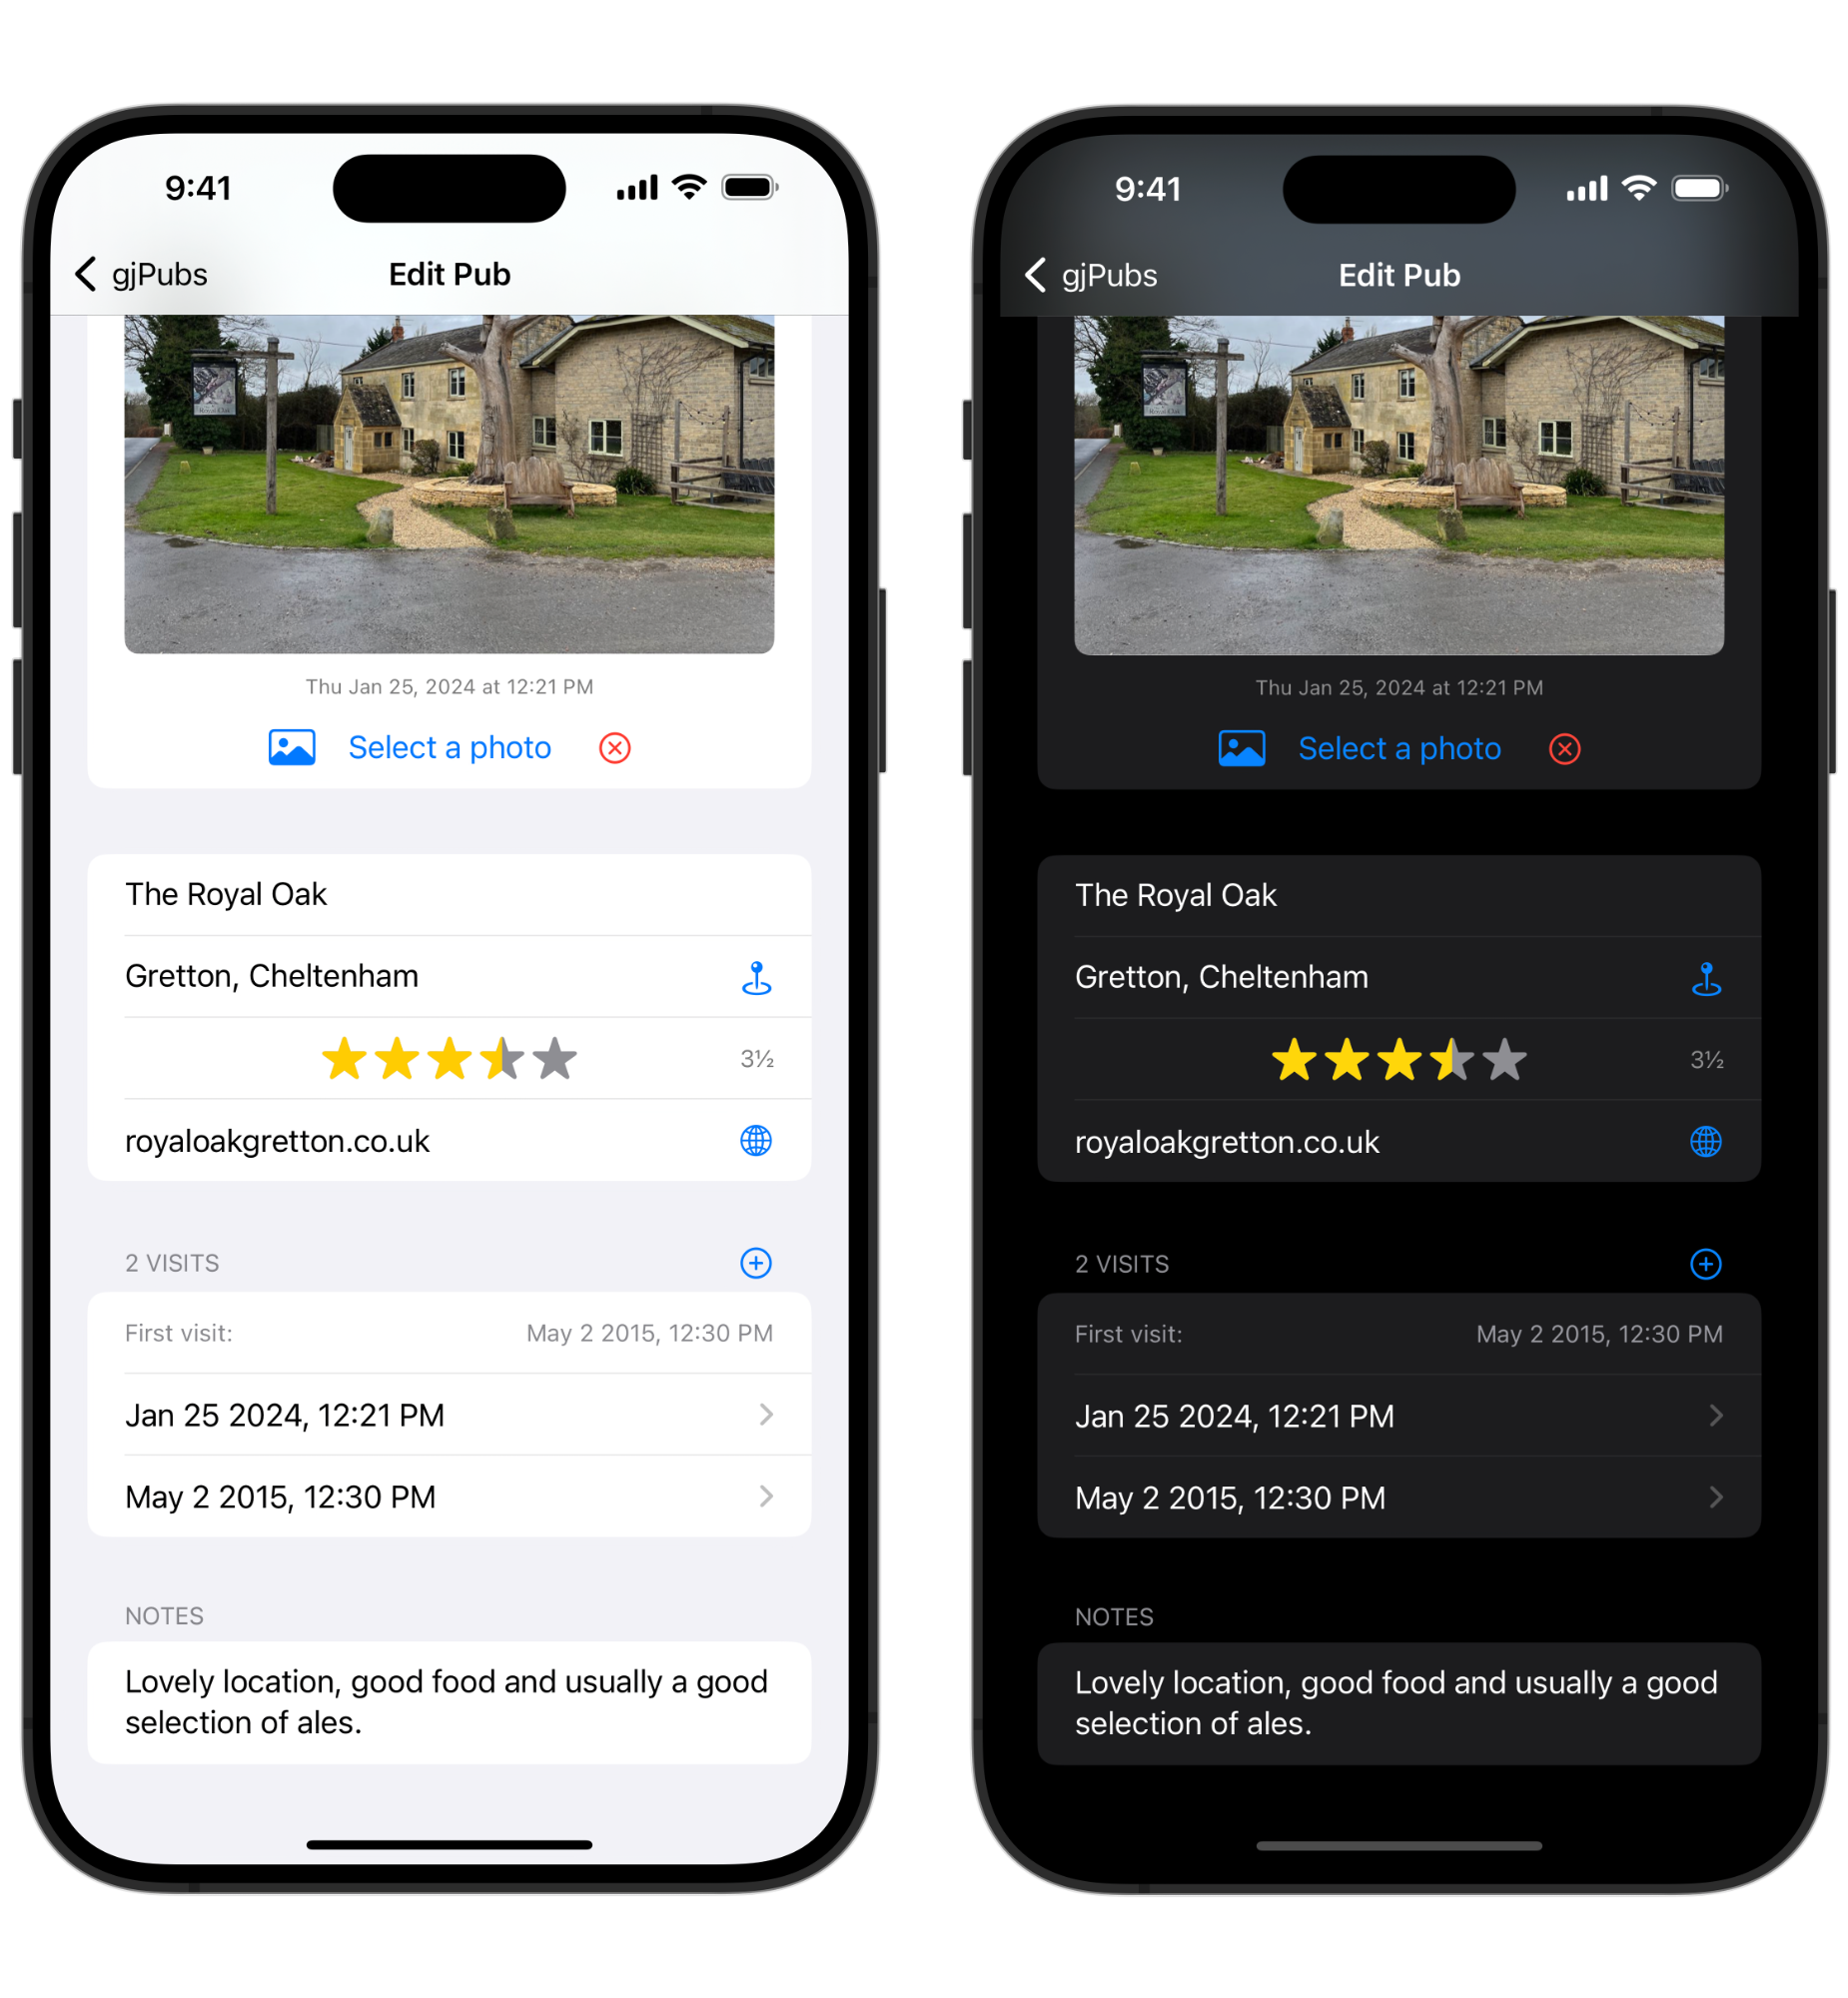 9:41
gjPubs
Edit Pub
Royal Oak
Thu Jan 25, 2024 at 12:21 PM
Select a photo
The Royal Oak
Gretton, Cheltenham
3½
royaloakgretton.co.uk
2 VISITS
First visit: May 2 2015, 12:30 PM
Jan 25 2024, 12:21 PM
May 2 2015, 12:30 PM
NOTES
Lovely location, good food and usually a good
selection of ales.
9:41
gjPubs
Edit Pub
Royal Oak
Thu Jan 25, 2024 at 12:21 PM
Select a photo
The Royal Oak
Gretton, Cheltenham
3½
royaloakgretton.co.uk
2 VISITS
First visit: May 2 2015, 12:30 PM
Jan 25 2024, 12:21 PM
May 2 2015, 12:30 PM
NOTES
Lovely location, good food and usually a good
selection of ales.